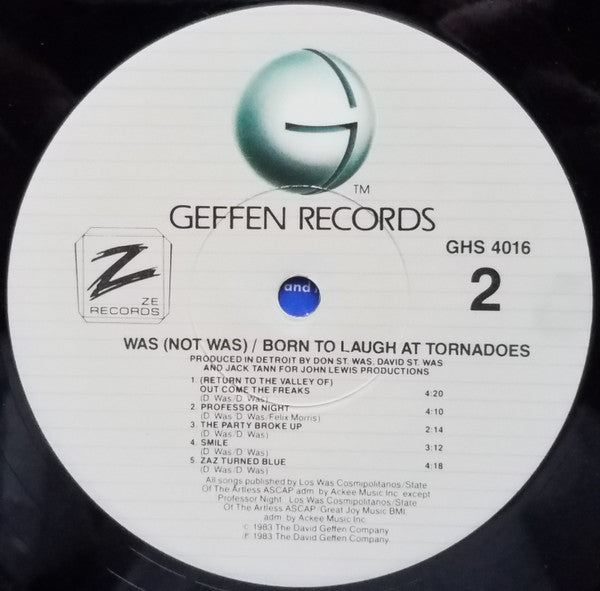 TM
GEFFEN RECORDS
GHS 4016
2
Z
ZE
RECORDS
and
WAS (NOT WAS) / BORN TO LAUGH AT TORNADOES
PRODUCED IN DETROIT BY DON ST. WAS, DAVID ST. WAS
AND JACK TANN FOR JOHN LEWIS PRODUCTIONS
1. (RETURN TO THE VALLEY OF)
OUT COME THE FREAKS 4:20
(D. Was/D. Was)
2. PROFESSOR NIGHT 4:10
(D. Was/D. Was/Felix Morris)
3. THE PARTY BROKE UP 2:14
(D. Was/D. Was)
4. SMILE 3:12
(D. Was/D. Was)
5. ZAZ TURNED BLUE 4:18
(D. Was/D. Was)
All songs published by Los Was Cosmipolitanos/State
Of The Artless ASCAP adm. by Ackee Music Inc. except
Professor Night: Los Was Cosmipolitanos/State
Of The Artless ASCAP/Great Joy Music BMI,
adm. by Ackee Music Inc.
© 1983 The David Geffen Company
℗ 1983 The David Geffen Company